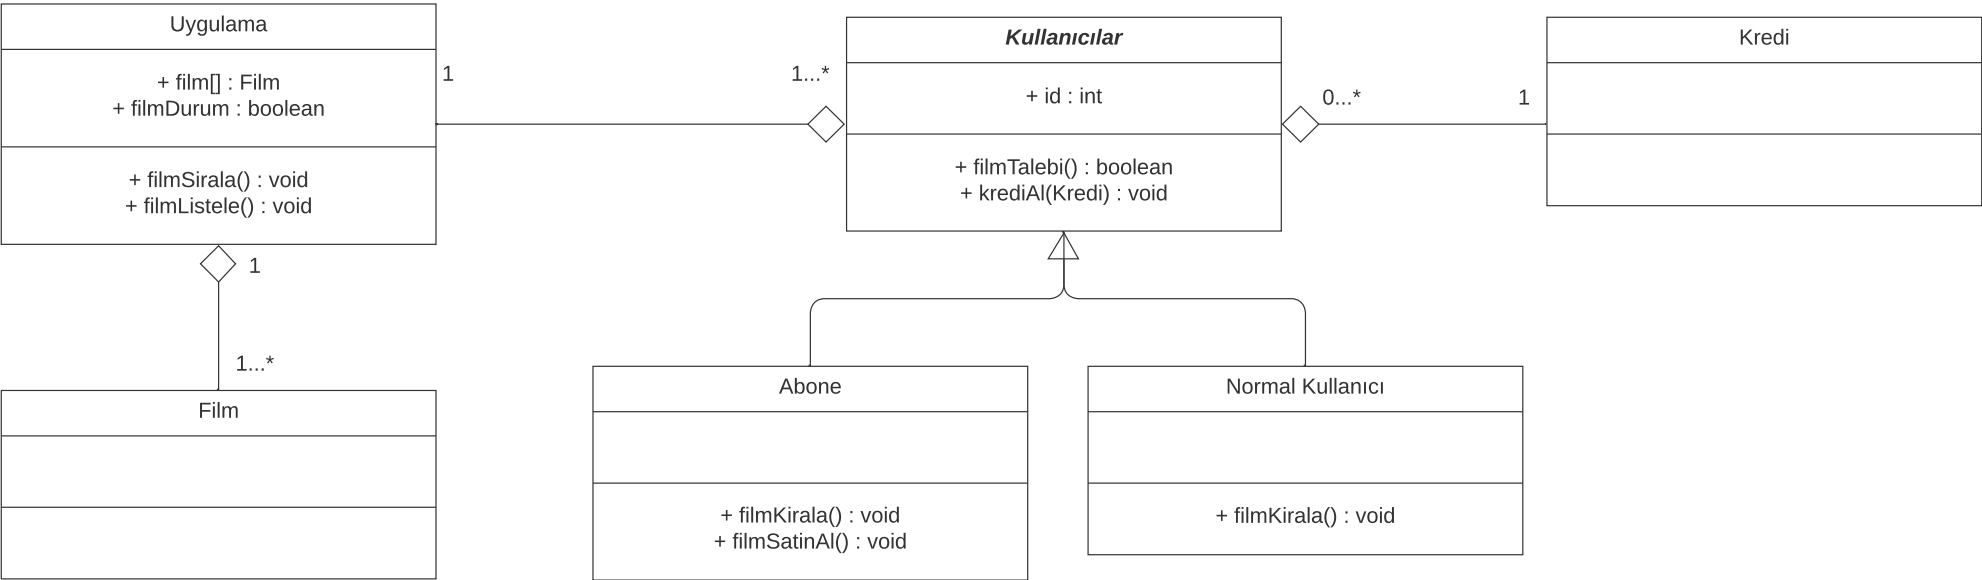 Uygulama
+ film[] : Film
+ filmDurum : boolean
+ filmSirala() : void
+ filmListele() : void
1
1...*
Kullanıcılar
+ id : int
+ filmTalebi() : boolean
+ krediAl(Kredi) : void
0...*
1
Kredi
1
1...*
Film
Abone
+ filmKirala() : void
+ filmSatinAl() : void
Normal Kullanıcı
+ filmKirala() : void